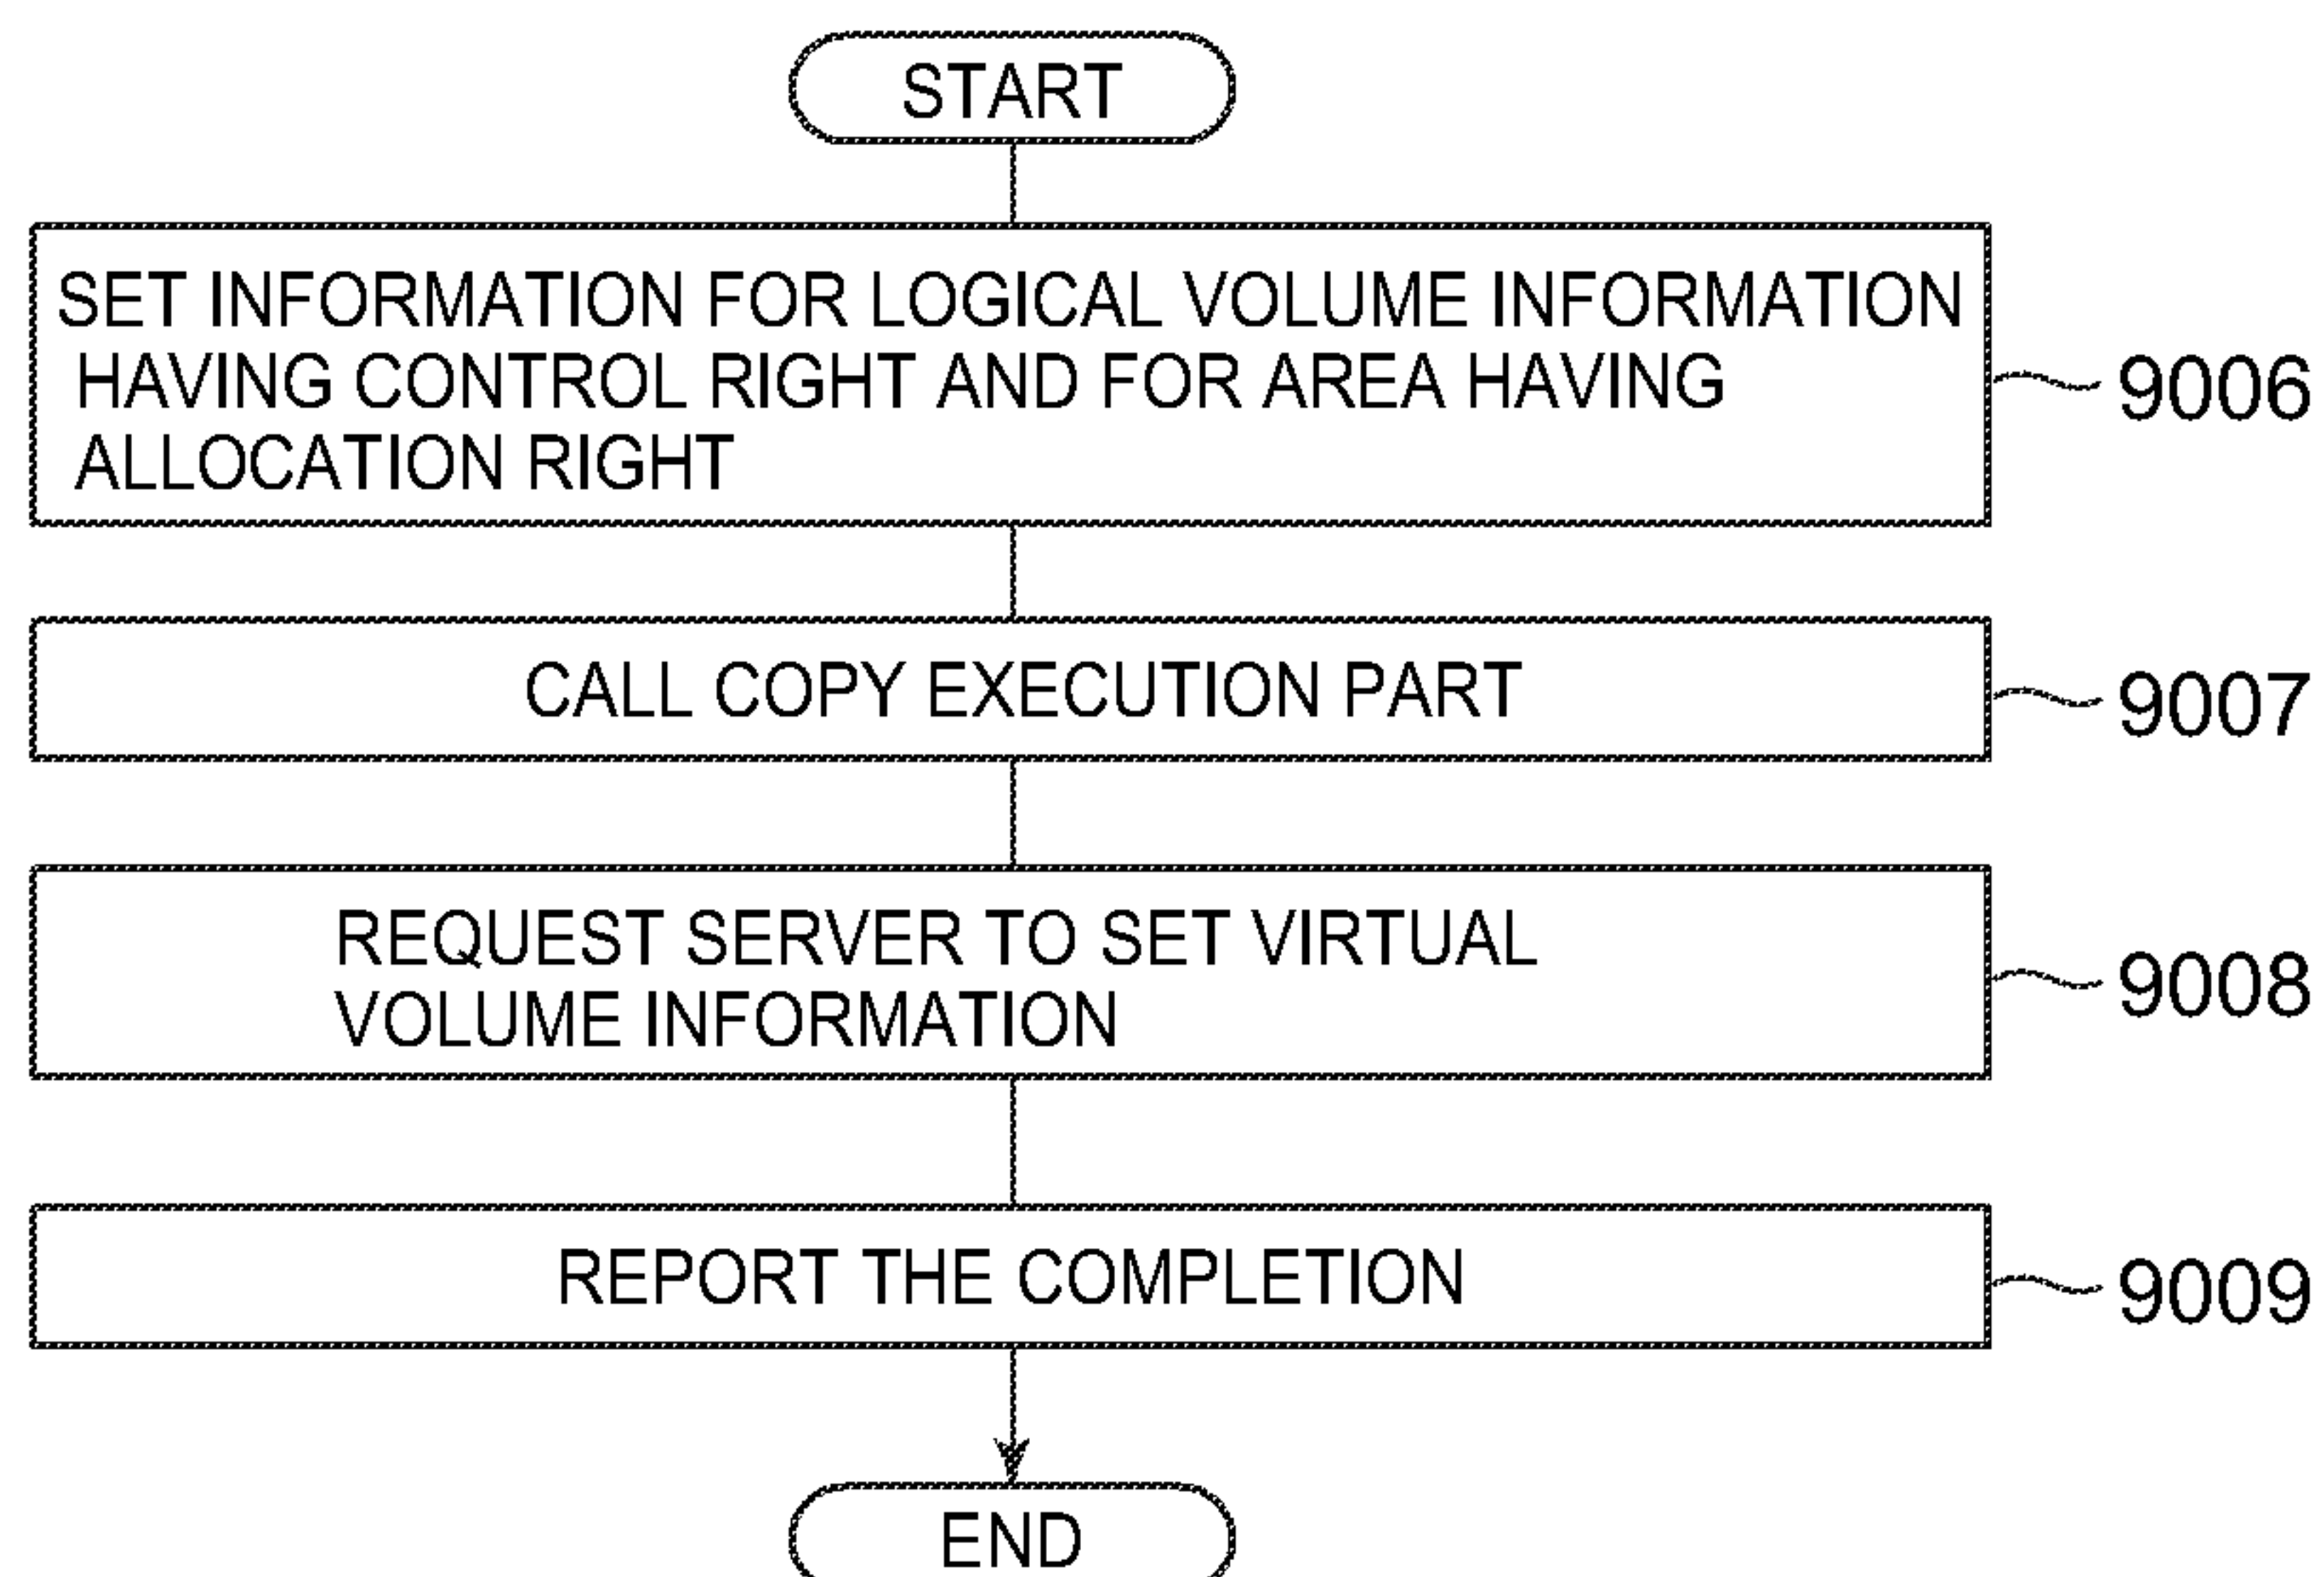 START
SET INFORMATION FOR LOGICAL VOLUME INFORMATION
HAVING CONTROL RIGHT AND FOR AREA HAVING
ALLOCATION RIGHT
9006
CALL COPY EXECUTION PART
9007
REQUEST SERVER TO SET VIRTUAL
VOLUME INFORMATION
9008
REPORT THE COMPLETION
9009
END